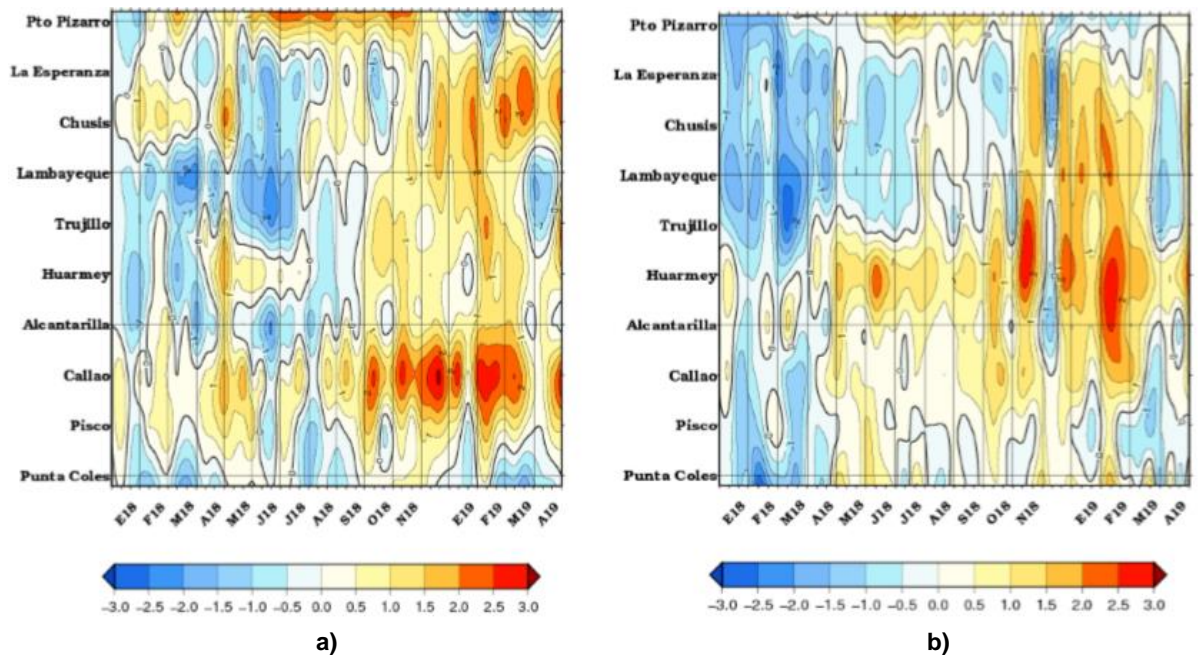 Pto Pizarro
La Esperanza
Chusis
Lambayeque
Trujillo
Huarmey
Alcantarilla
Callao
Pisco
Punta Coles
E18 F18 M18 A18 M18 J18 J18 A18 S18 O18 N18 E19 F19 M19 A19
-3.0 -2.5 -2.0 -1.5 -1.0 -0.5 0.0 0.5 1.0 1.5 2.0 2.5 3.0
a)
Pto Pizarro
La Esperanza
Chusis
Lambayeque
Trujillo
Huarmey
Alcantarilla
Callao
Pisco
Punta Coles
E18 F18 M18 A18 M18 J18 J18 A18 S18 O18 N18 E19 F19 M19 A19
-3.0 -2.5 -2.0 -1.5 -1.0 -0.5 0.0 0.5 1.0 1.5 2.0 2.5 3.0
b)